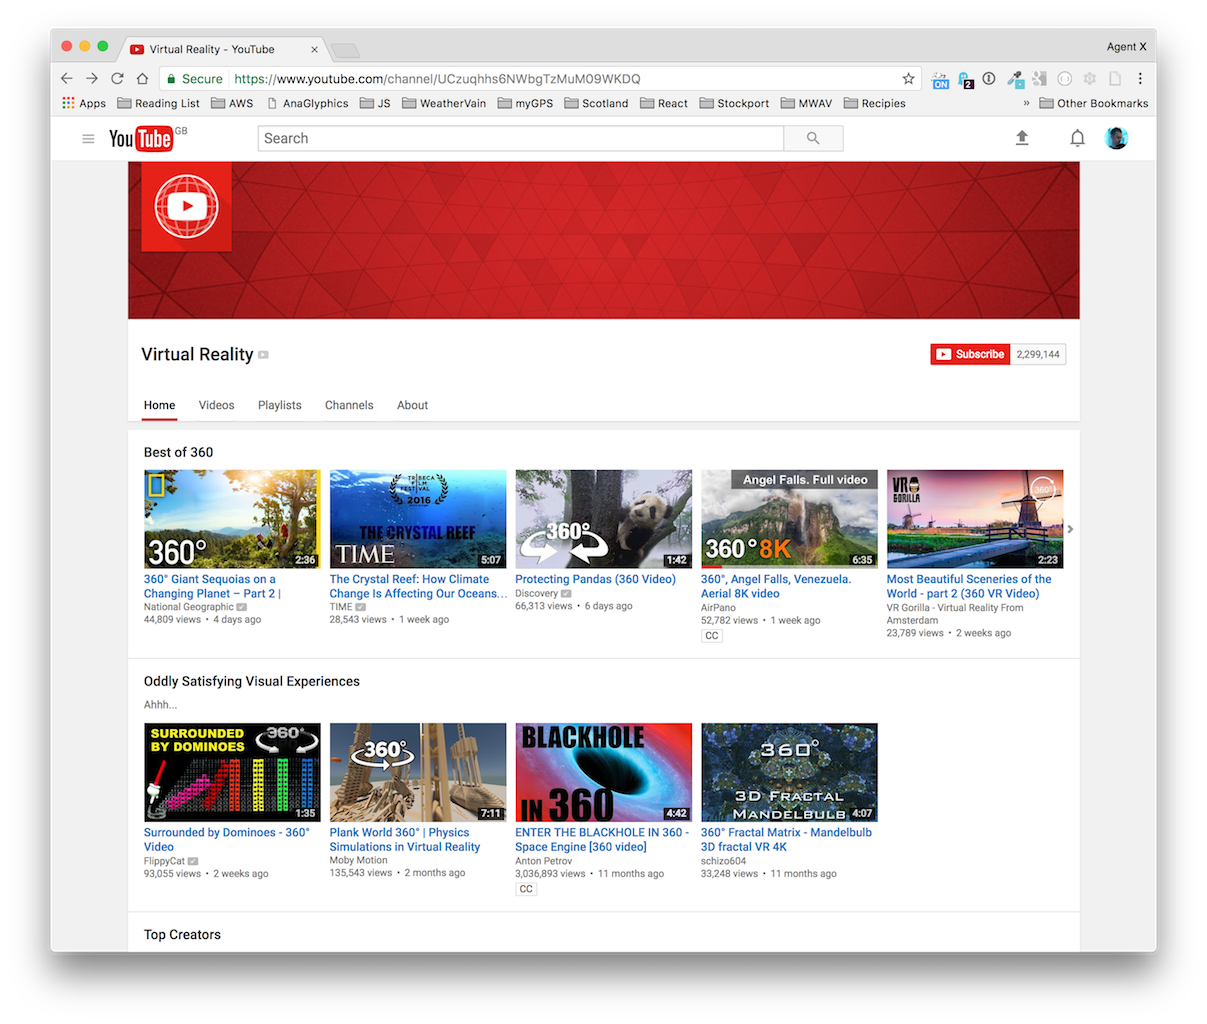 Virtual Reality - YouTube
Agent X
Secure https://www.youtube.com/channel/UCzuqhhs6NWbgTzMuM09WKDQ
ON
2
Apps Reading List AWS AnaGlyphics JS WeatherVain myGPS Scotland React Stockport MWAV Recipies » Other Bookmarks
YouTube GB
Search
Virtual Reality
Subscribe 2,299,144
Home Videos Playlists Channels About
Best of 360
360°
2:36
360° Giant Sequoias on a
Changing Planet – Part 2 |
National Geographic
44,809 views • 4 days ago
TRIBECA
FILM
FESTIVAL
2016
THE CRYSTAL REEF
TIME
5:07
The Crystal Reef: How Climate
Change Is Affecting Our Oceans...
TIME
28,543 views • 1 week ago
360°
1:42
Protecting Pandas (360 Video)
Discovery
66,313 views • 6 days ago
Angel Falls. Full video
360°8K
6:35
360°, Angel Falls, Venezuela.
Aerial 8K video
AirPano
52,782 views • 1 week ago
CC
VR
GORILLA
360°
2:23
Most Beautiful Sceneries of the
World - part 2 (360 VR Video)
VR Gorilla - Virtual Reality From
Amsterdam
23,789 views • 2 weeks ago
Oddly Satisfying Visual Experiences
Ahhh...
SURROUNDED
BY DOMINOES
360°
1:35
Surrounded by Dominoes - 360°
Video
FlippyCat
93,055 views • 2 weeks ago
360°
7:11
Plank World 360° | Physics
Simulations in Virtual Reality
Moby Motion
135,543 views • 2 months ago
BLACKHOLE
IN 360
4:42
ENTER THE BLACKHOLE IN 360 -
Space Engine [360 video]
Anton Petrov
3,036,893 views • 11 months ago
CC
360°
3D FRACTAL
MANDELBULB
4:07
360° Fractal Matrix - Mandelbulb
3D fractal VR 4K
schizo604
33,248 views • 11 months ago
Top Creators